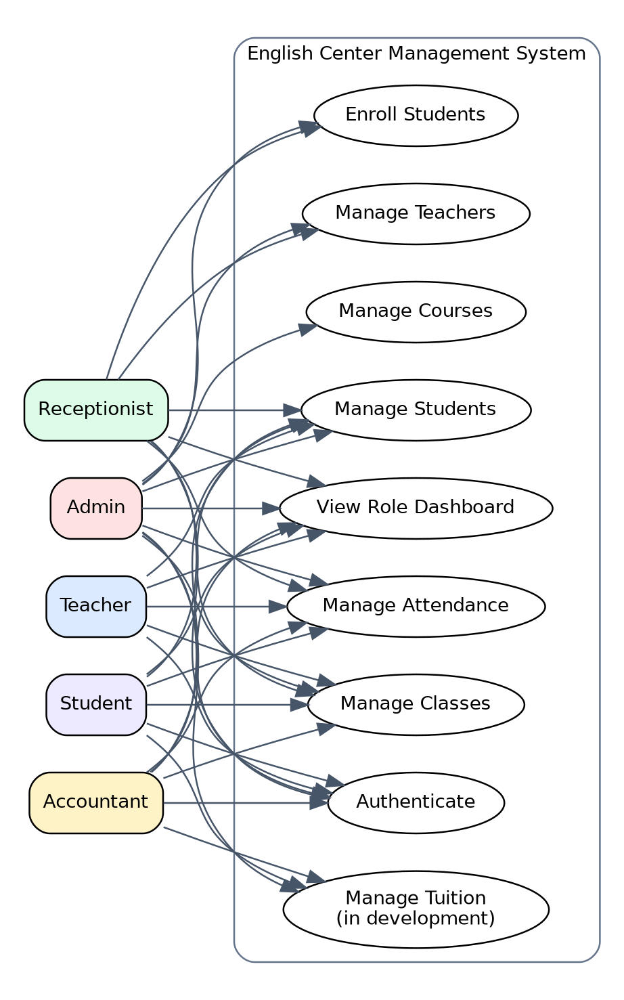 English Center Management System
Enroll Students
Manage Teachers
Manage Courses
Receptionist
Manage Students
Admin
View Role Dashboard
Teacher
Manage Attendance
Student
Manage Classes
Accountant
Authenticate
Manage Tuition
(in development)